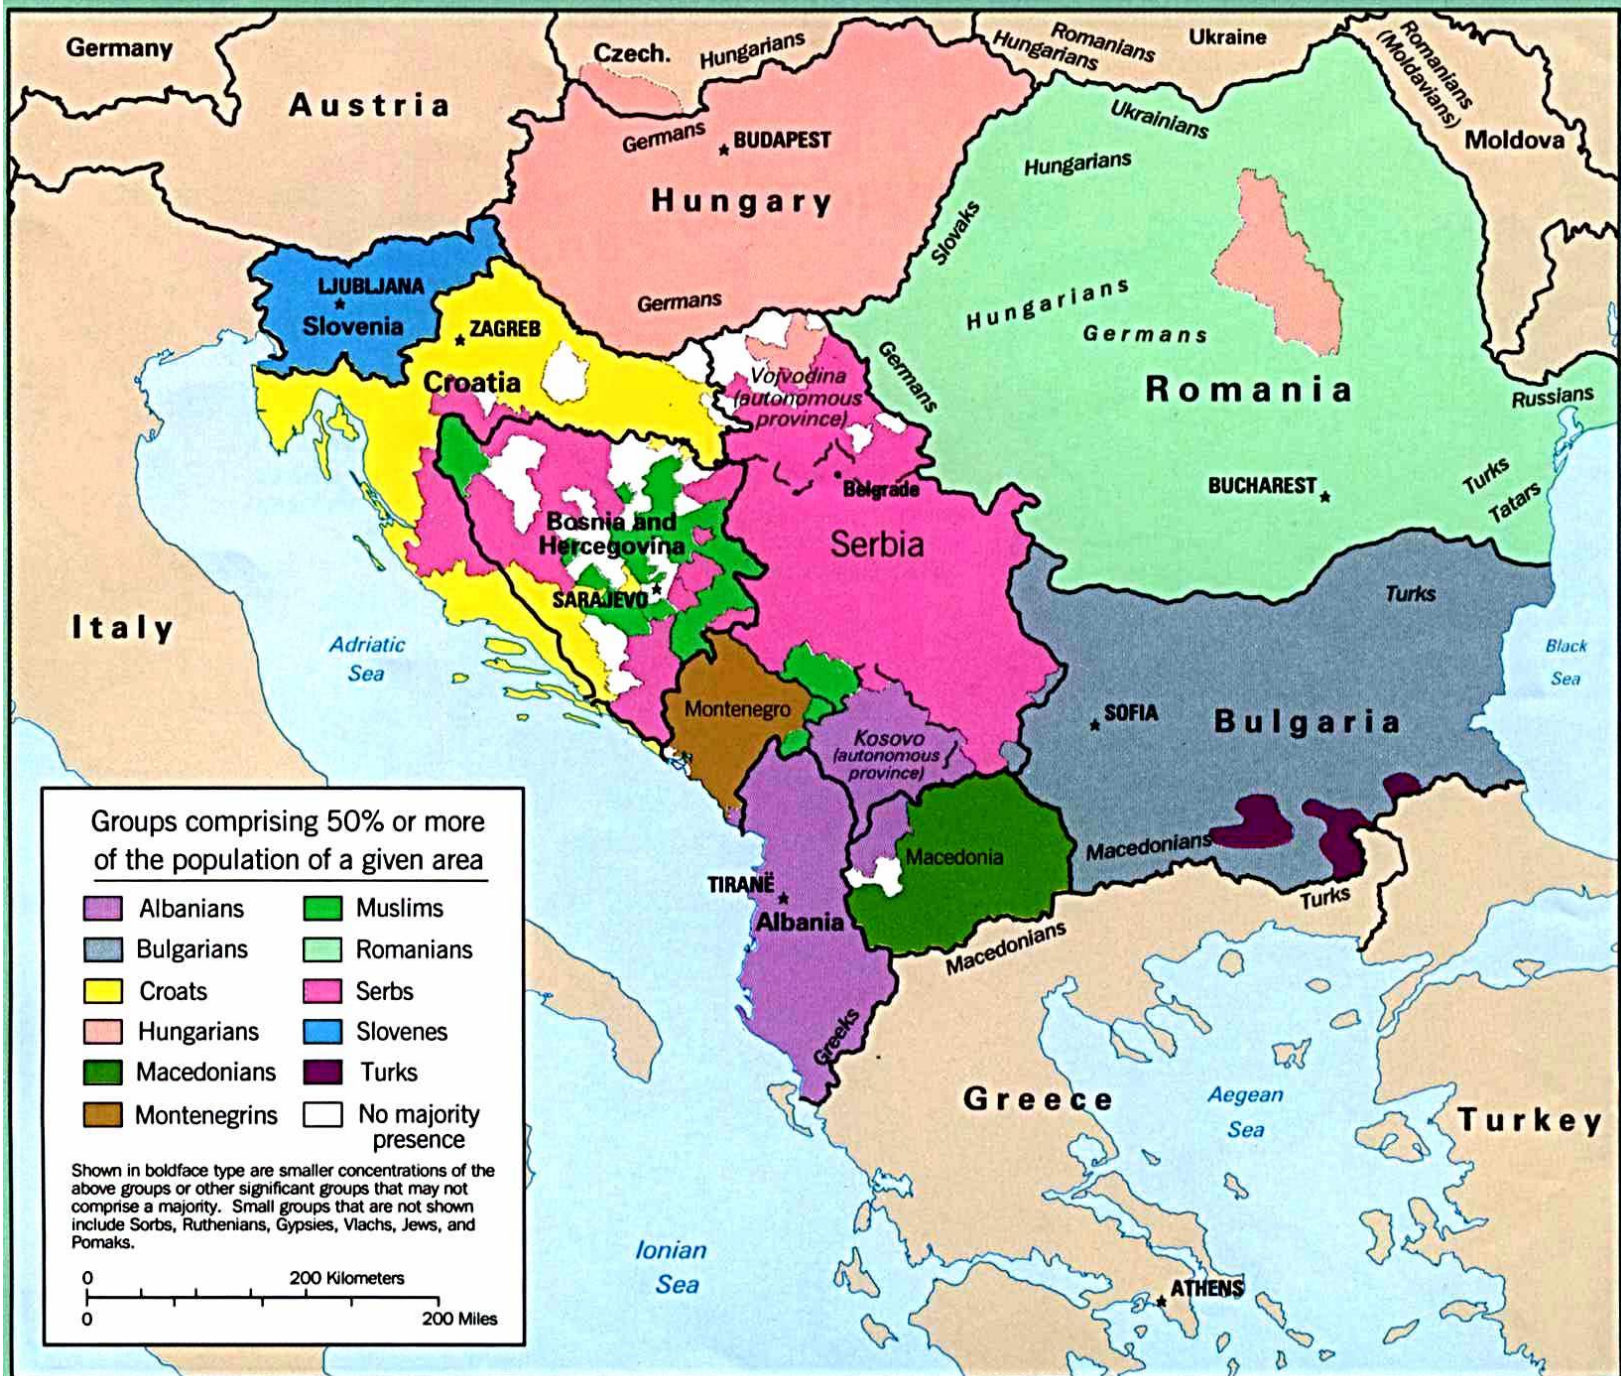 Germany
Czech.
Hungarians
Romanians
Hungarians
Ukraine
Romanians
(Moldavians)
Austria
Germans
BUDAPEST
Ukrainians
Moldova
Hungarians
Hungary
Slovaks
LJUBLJANA
Slovenia
Germans
Hungarians
Germans
ZAGREB
Croatia
Vojvodina
(autonomous
province)
Germans
Romania
Russians
Belgrade
BUCHAREST
Turks
Tatars
Bosnia and
Hercegovina
Serbia
SARAJEVO
Turks
Italy
Adriatic
Sea
Black
Sea
Montenegro
SOFIA
Bulgaria
Kosovo
(autonomous
province)
Macedonians
Macedonia
TIRANË
Albania
Turks
Macedonians
Greeks
Greece
Aegean
Sea
Turkey
Ionian
Sea
ATHENS
Groups comprising 50% or more
of the population of a given area
Albanians
Muslims
Bulgarians
Romanians
Croats
Serbs
Hungarians
Slovenes
Macedonians
Turks
Montenegrins
No majority
presence
Shown in boldface type are smaller concentrations of the
above groups or other significant groups that may not
comprise a majority. Small groups that are not shown
include Sorbs, Ruthenians, Gypsies, Vlachs, Jews, and
Pomaks.
0
200 Kilometers
0
200 Miles